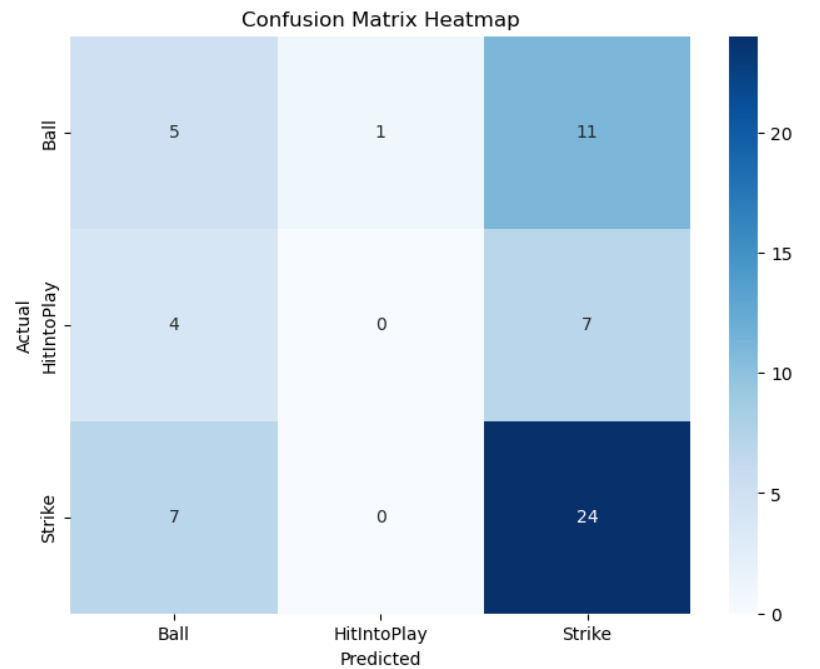 Confusion Matrix Heatmap
Actual
Ball
5 1 11
HitIntoPlay
4 0 7
Strike
7 0 24
Ball HitIntoPlay Strike
Predicted
20
15
10
5
0